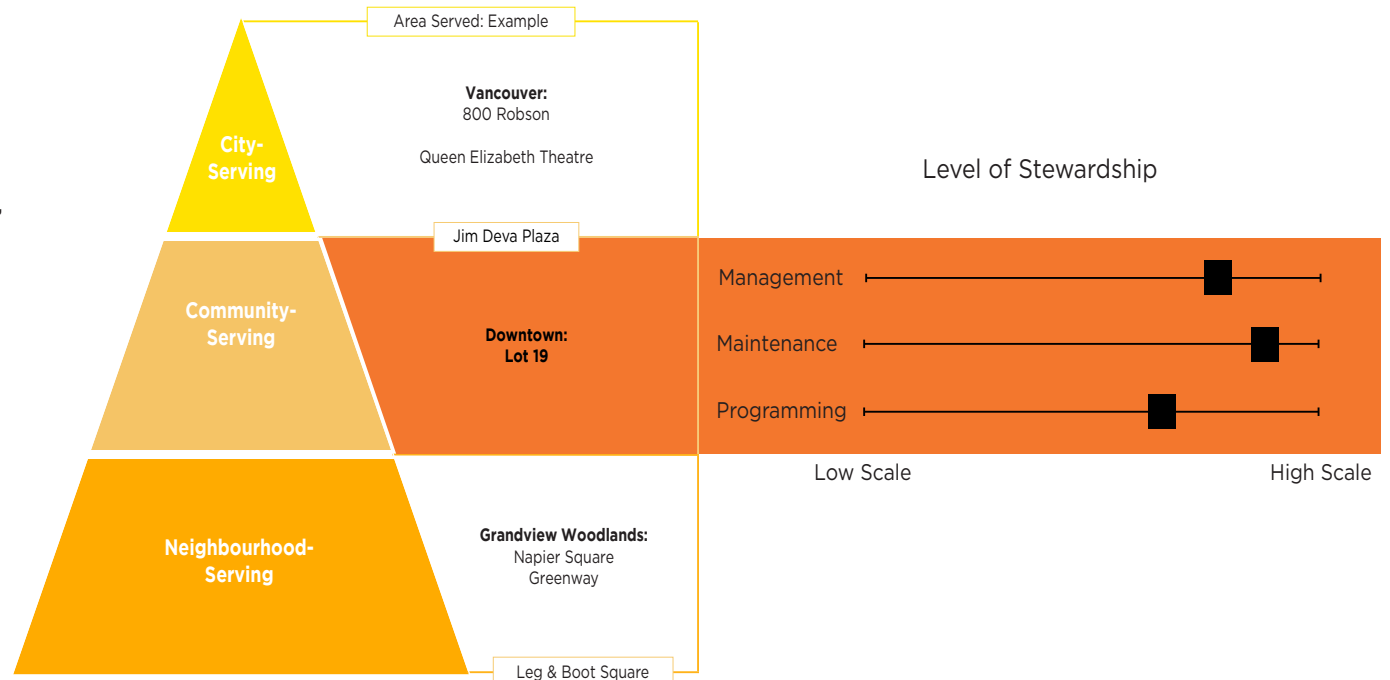 Area Served: Example
Vancouver:
800 Robson
Queen Elizabeth Theatre
City-
Serving
Level of Stewardship
Jim Deva Plaza
Community-
Serving
Downtown:
Lot 19
Management
Maintenance
Programming
Low Scale
High Scale
Neighbourhood-
Serving
Grandview Woodlands:
Napier Square
Greenway
Leg & Boot Square